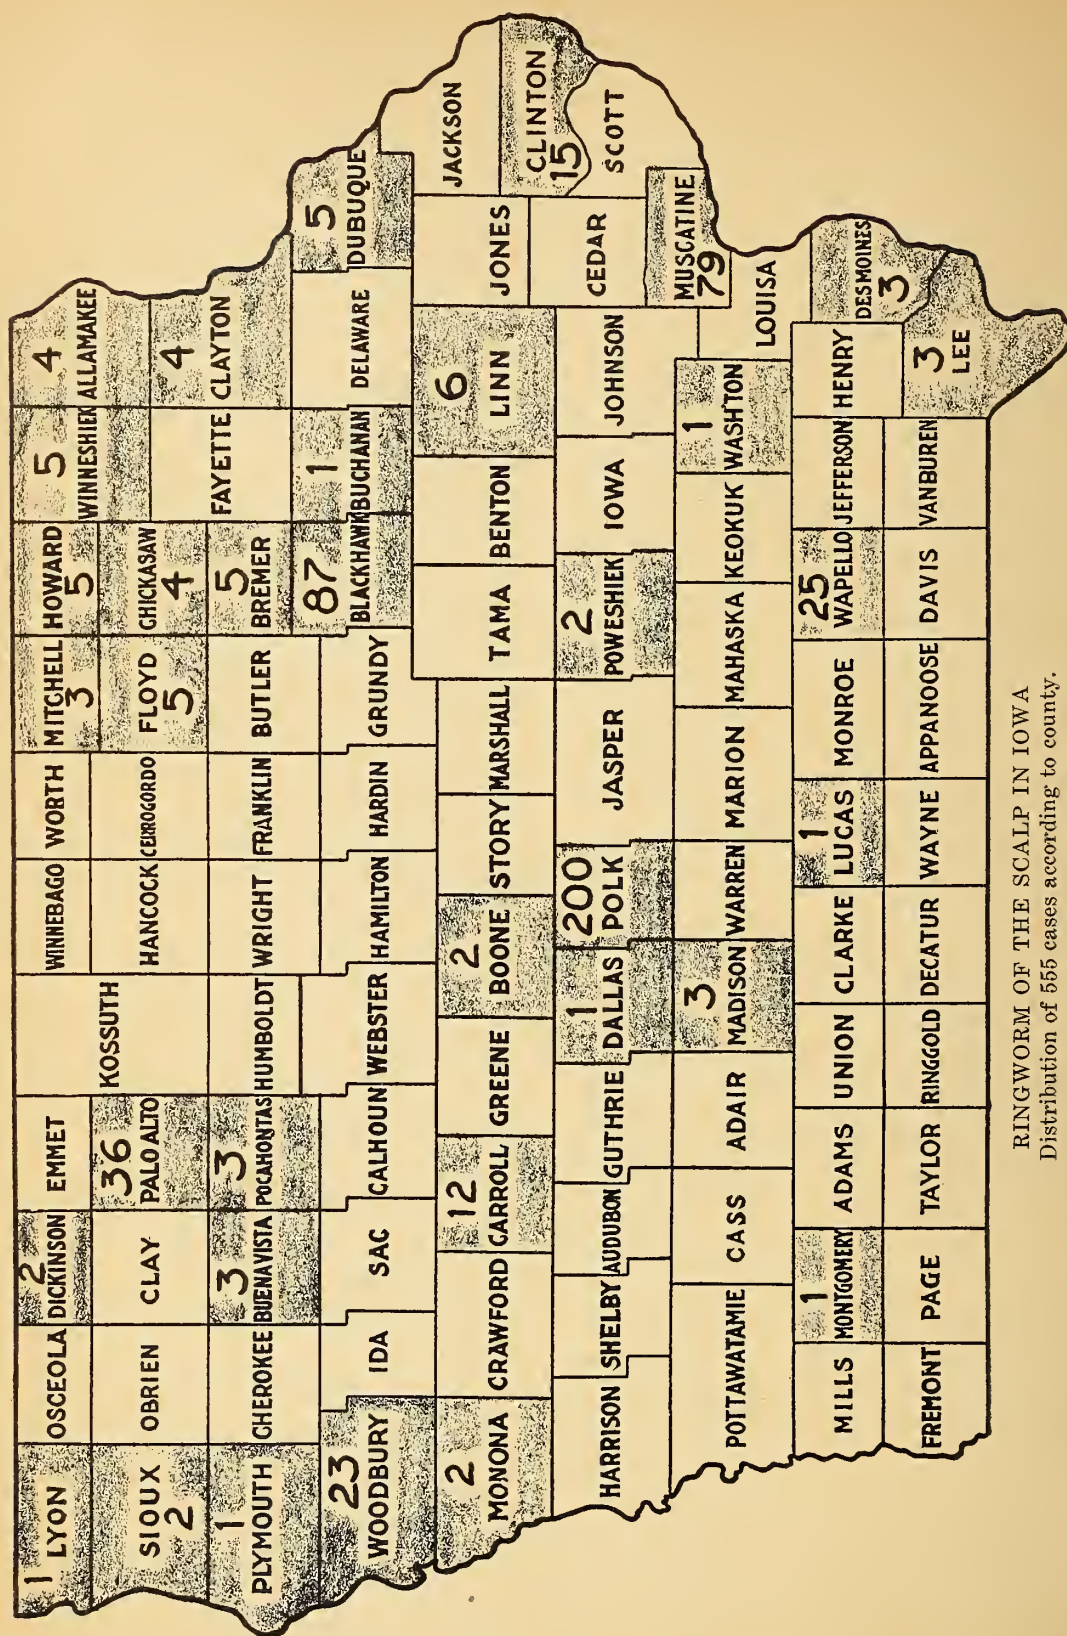 1
LYON
OSCEOLA
2
DICKINSON
EMMET
KOSSUTH
WINNEBAGO
WORTH
MITCHELL
3
HOWARD
5
5
WINNESHIEK
4
ALLAMAKEE
SIOUX
2
OBRIEN
CLAY
36
PALO ALTO
HANCOCK
CERROGORDO
FLOYD
5
CHICKASAW
4
FAYETTE
4
CLAYTON
1
PLYMOUTH
CHEROKEE
3
BUENAVISTA
3
POCAHONTAS
HUMBOLDT
WRIGHT
FRANKLIN
BUTLER
5
BREMER
23
WOODBURY
IDA
SAC
CALHOUN
WEBSTER
HAMILTON
HARDIN
GRUNDY
87
BLACKHAWK
1
BUCHANAN
DELAWARE
5
DUBUQUE
2
MONONA
CRAWFORD
12
CARROLL
GREENE
2
BOONE
STORY
MARSHALL
TAMA
BENTON
6
LINN
JONES
JACKSON
HARRISON
SHELBY
AUDUBON
GUTHRIE
1
DALLAS
200
POLK
JASPER
2
POWESHIEK
IOWA
JOHNSON
CEDAR
CLINTON
15
SCOTT
POTTAWATAMIE
CASS
ADAIR
3
MADISON
WARREN
MARION
MAHASKA
KEOKUK
1
WASHTON
MUSCATINE
79
LOUISA
MILLS
1
MONTGOMERY
ADAMS
UNION
CLARKE
1
LUCAS
MONROE
25
WAPELLO
JEFFERSON
HENRY
DESMOINES
3
FREMONT
PAGE
TAYLOR
RINGGOLD
DECATUR
WAYNE
APPANOOSE
DAVIS
VANBUREN
3
LEE
RINGWORM OF THE SCALP IN IOWA
Distribution of 555 cases according to county.